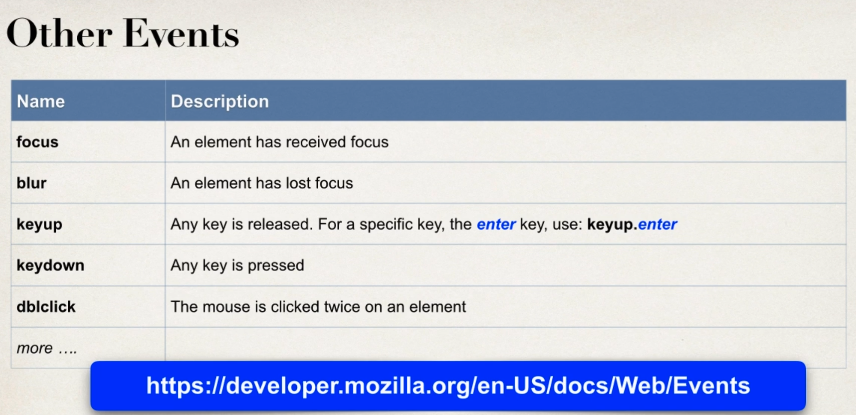 Other Events
Name Description
focus An element has received focus
blur An element has lost focus
keyup Any key is released. For a specific key, the enter key, use: keyup.enter
keydown Any key is pressed
dblclick The mouse is clicked twice on an element
more ….
https://developer.mozilla.org/en-US/docs/Web/Events